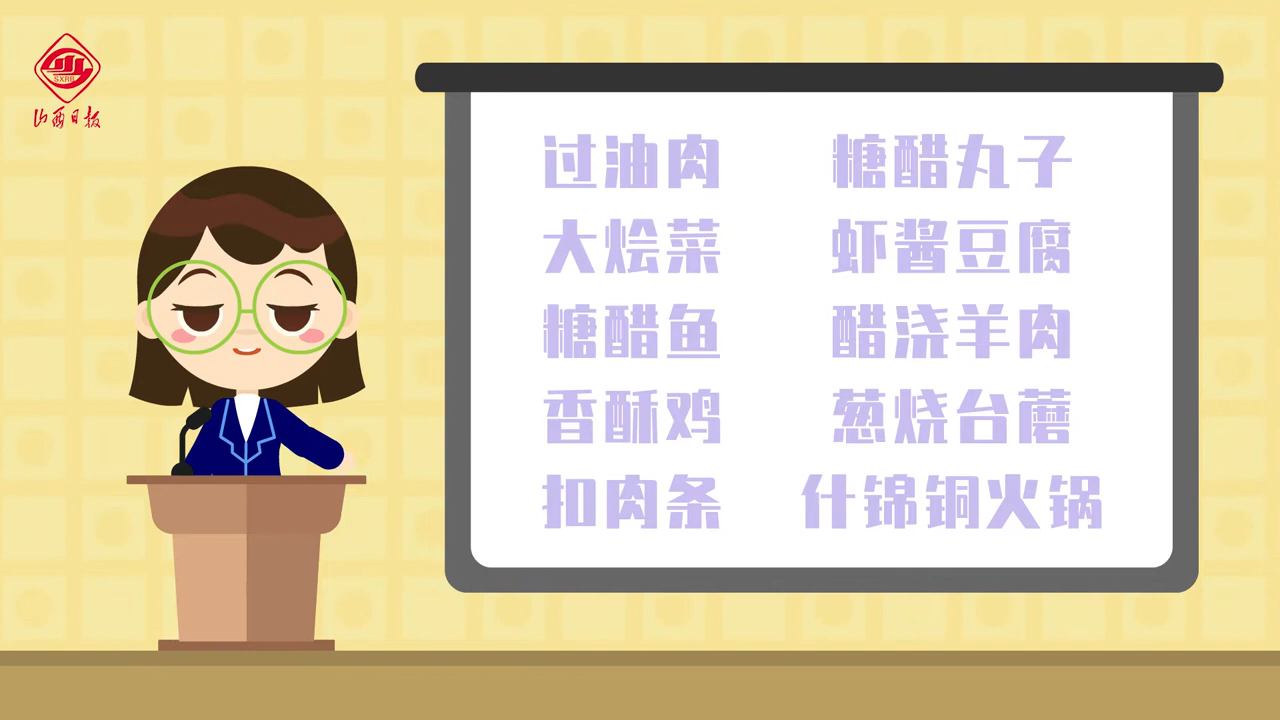 SXRB
山西日报
过油肉 糖醋丸子
大烩菜 虾酱豆腐
糖醋鱼 醋浇羊肉
香酥鸡 葱烧台蘑
扣肉条 什锦铜火锅